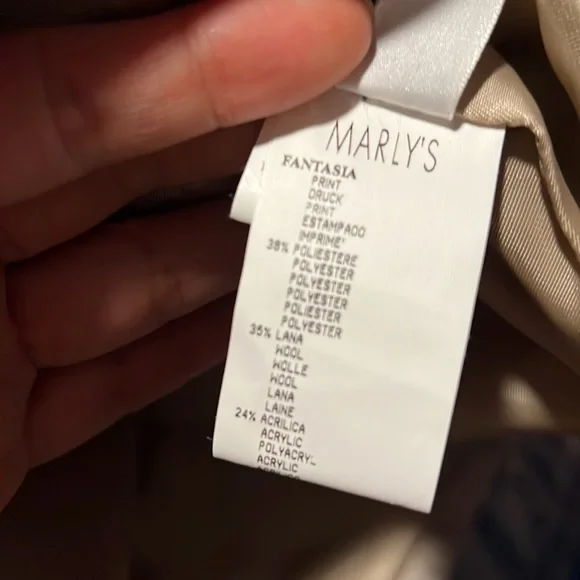 MARLY'S
FANTASIA
PRINT
DRUCK
PRINT
ESTAMPADO
IMPRIME'
38% POLIESTERE
POLYESTER
POLYESTER
POLYESTER
POLIESTER
POLYESTER
35% LANA
WOOL
WOLLE
WOOL
LANA
LAINE
24% ACRILICA
ACRYLIC
POLYACRYL
ACRYLIC